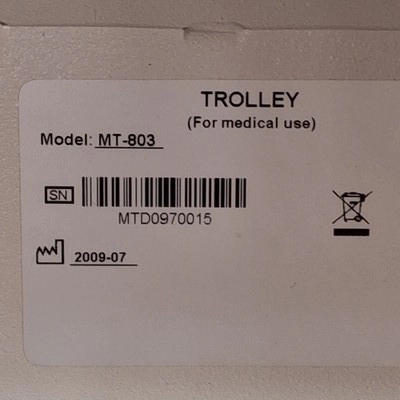 TROLLEY
(For medical use)
Model: MT-803
SN
MTD0970015
2009-07